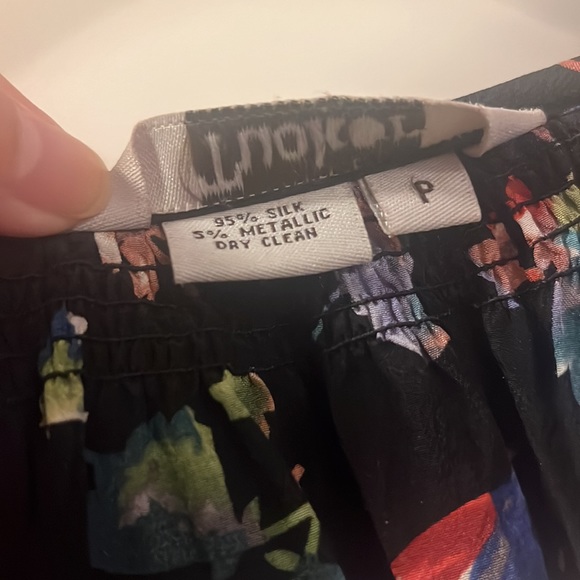 95% SILK
5% METALLIC
DRY CLEAN
P